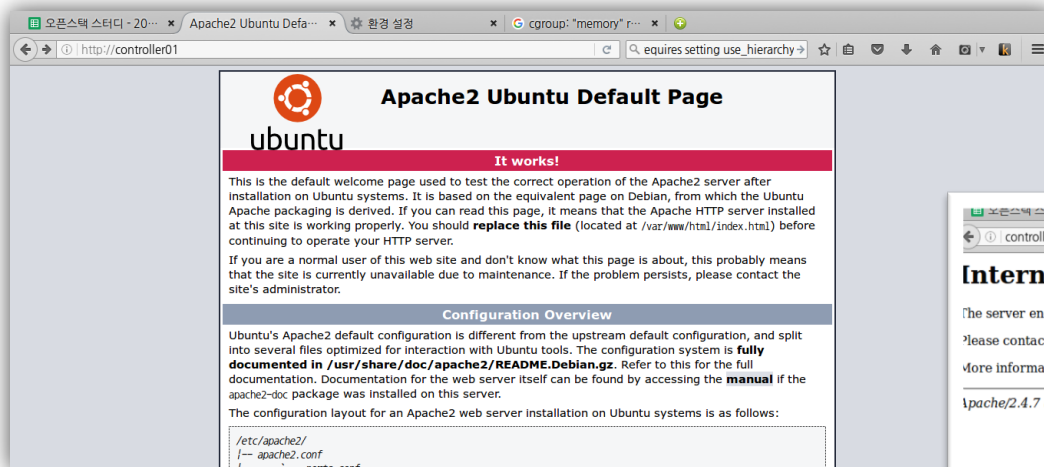 오픈스택 스터디 - 20…
Apache2 Ubuntu Defa…
환경 설정
cgroup: "memory" r…
http://controller01
equires setting use_hierarchy
ubuntu
Apache2 Ubuntu Default Page
It works!
This is the default welcome page used to test the correct operation of the Apache2 server after
installation on Ubuntu systems. It is based on the equivalent page on Debian, from which the Ubuntu
Apache packaging is derived. If you can read this page, it means that the Apache HTTP server installed
at this site is working properly. You should replace this file (located at /var/www/html/index.html) before
continuing to operate your HTTP server.
If you are a normal user of this web site and don't know what this page is about, this probably means
that the site is currently unavailable due to maintenance. If the problem persists, please contact the
site's administrator.
Configuration Overview
Ubuntu's Apache2 default configuration is different from the upstream default configuration, and split
into several files optimized for interaction with Ubuntu tools. The configuration system is fully
documented in /usr/share/doc/apache2/README.Debian.gz. Refer to this for the full
documentation. Documentation for the web server itself can be found by accessing the manual if the
apache2-doc package was installed on this server.
The configuration layout for an Apache2 web server installation on Ubuntu systems is as follows:
/etc/apache2/
|-- apache2.conf
controll
Intern
The server en
Please contac
More informa
Apache/2.4.7